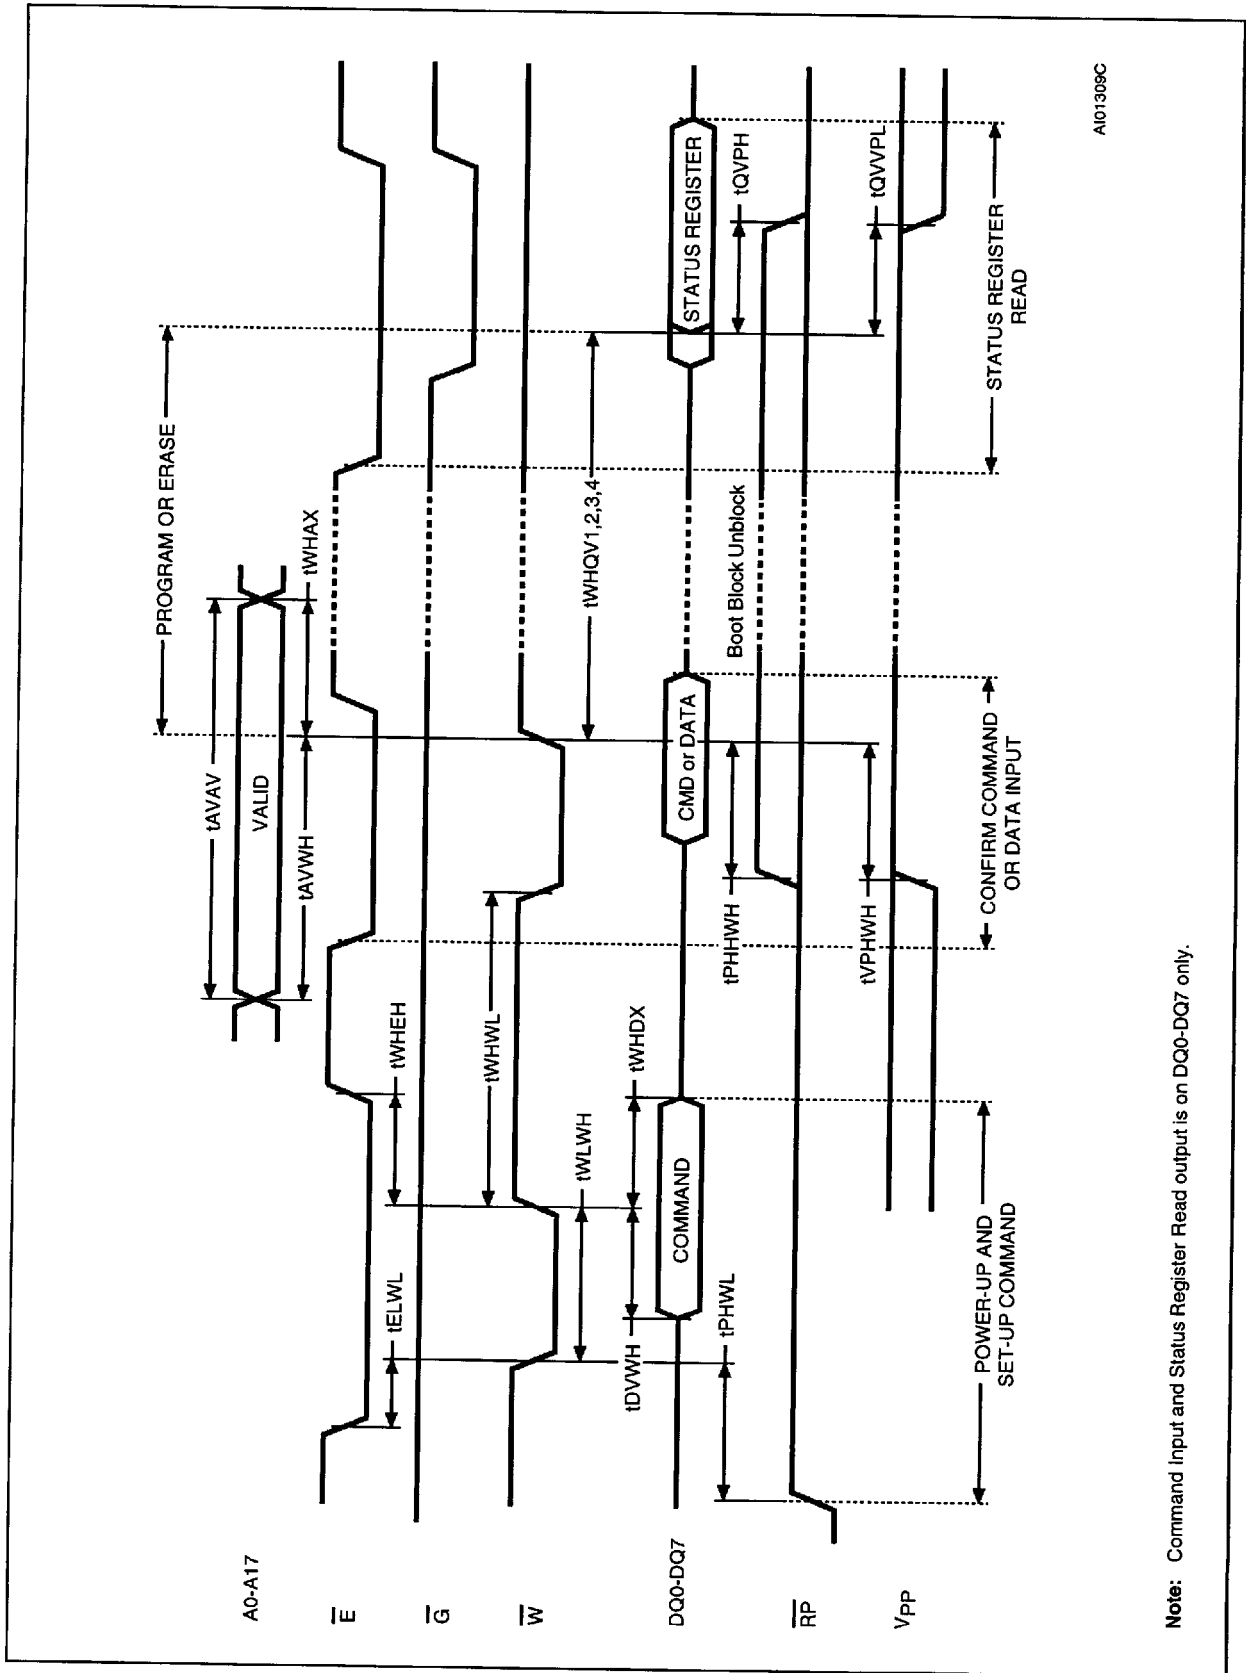 A0-A17
E
G
W
DQ0-DQ7
RP
VPP
PROGRAM OR ERASE
tAVAV
VALID
tAVWH
tWHAX
tELWL
tWHEH
tWHWL
tWLWH
tWHQV1,2,3,4
tDVWH
tWHDX
COMMAND
CMD or DATA
STATUS REGISTER
tPHWL
tPHHWH
Boot Block Unblock
tQVPH
tVPHWH
tQVVPL
POWER-UP AND
SET-UP COMMAND
CONFIRM COMMAND
OR DATA INPUT
STATUS REGISTER
READ
AI01309C
Note: Command Input and Status Register Read output is on DQ0-DQ7 only.